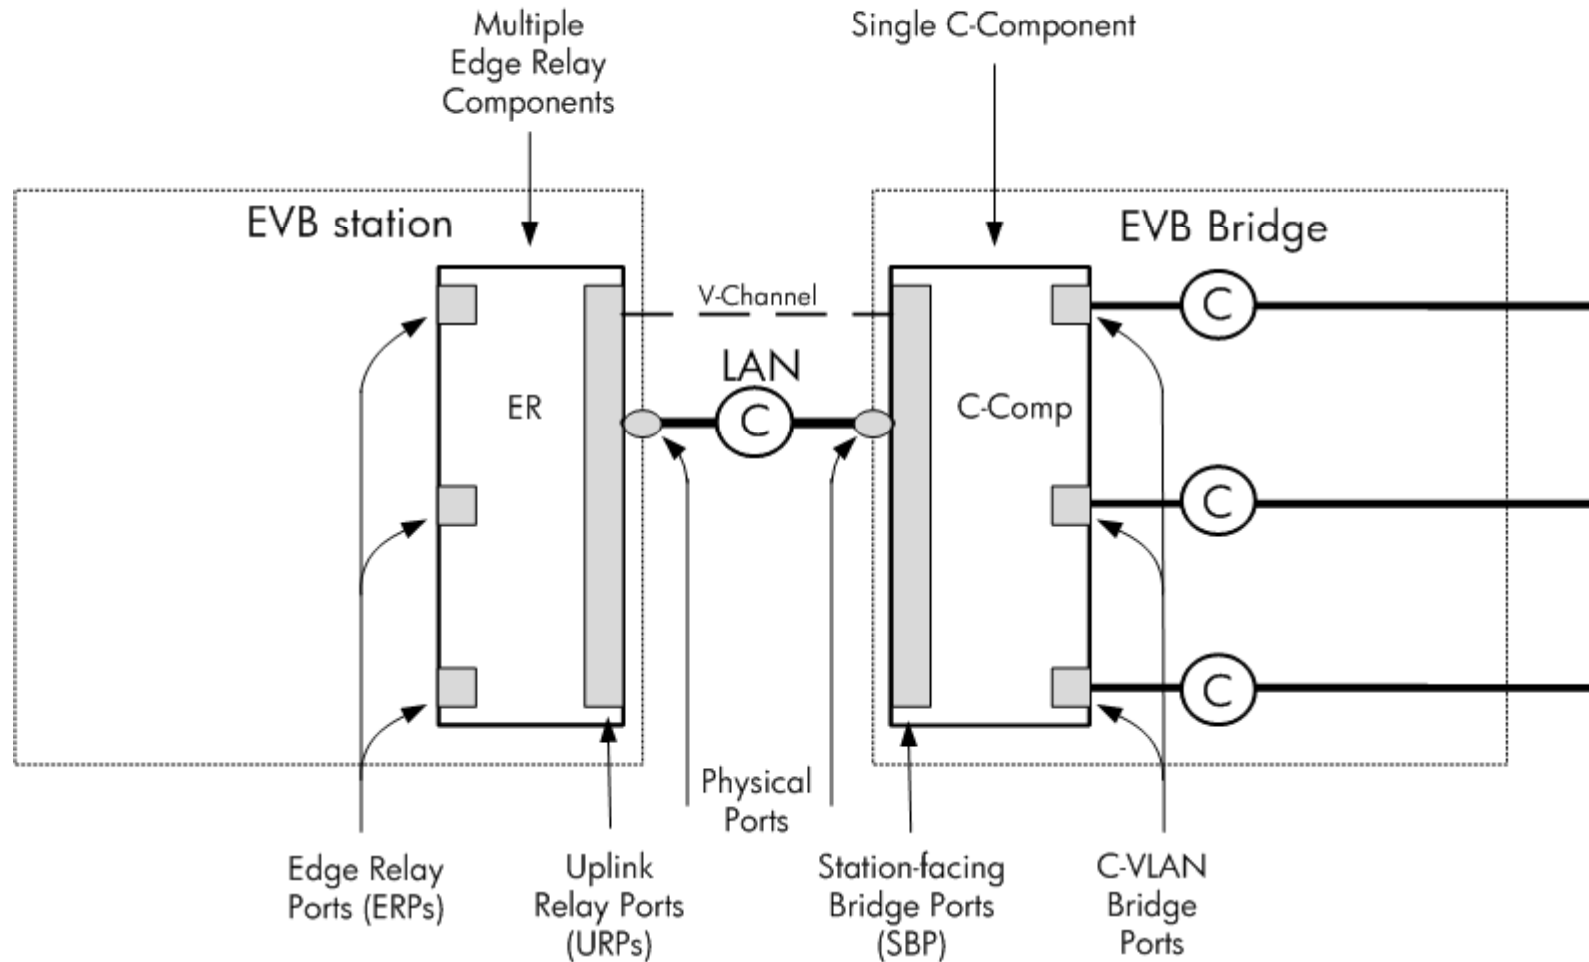 Multiple
Edge Relay
Components
Single C-Component
EVB station
EVB Bridge
V-Channel
C
LAN
ER
C
C-Comp
C
C
Physical
Ports
Edge Relay
Ports (ERPs)
Uplink
Relay Ports
(URPs)
Station-facing
Bridge Ports
(SBP)
C-VLAN
Bridge
Ports